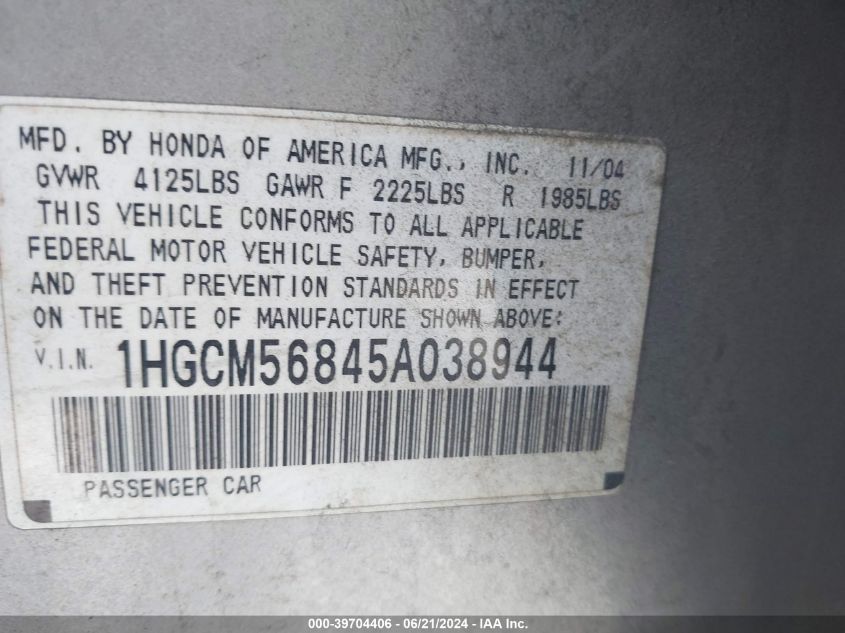 MFD. BY HONDA OF AMERICA MFG., INC. 11/04
GVWR 4125LBS GAWR F 2225LBS R 1985LBS
THIS VEHICLE CONFORMS TO ALL APPLICABLE
FEDERAL MOTOR VEHICLE SAFETY, BUMPER,
AND THEFT PREVENTION STANDARDS IN EFFECT
ON THE DATE OF MANUFACTURE SHOWN ABOVE:
V.I.N. 1HGCM56845A038944
PASSENGER CAR
000-39704406 / 06/21/2024 - IAA Inc.